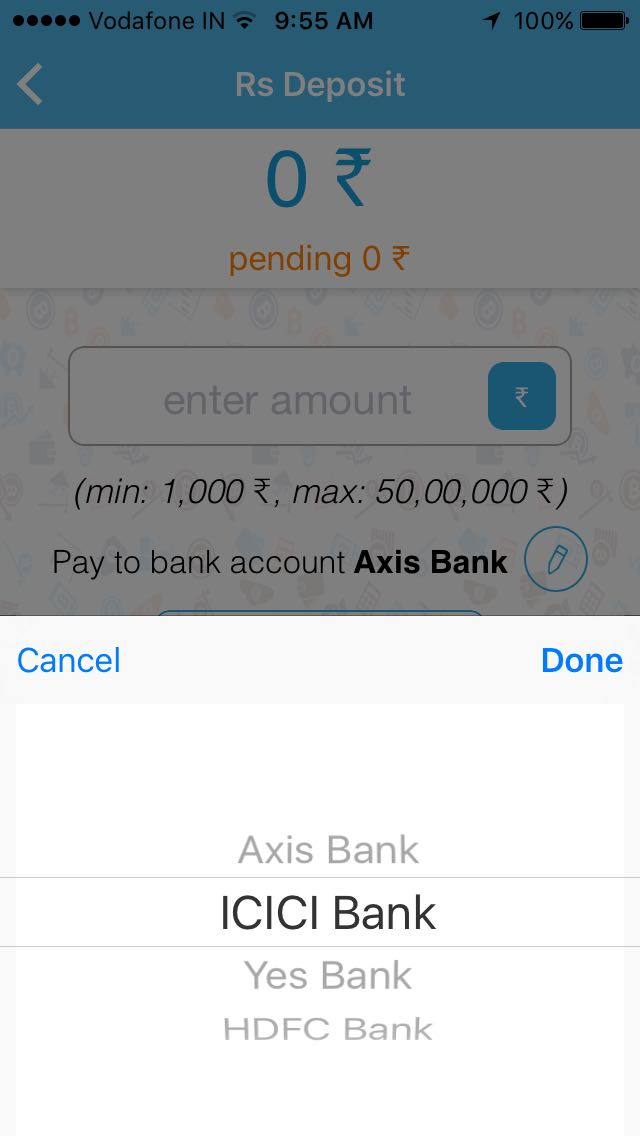 Vodafone IN 9:55 AM 100%
Rs Deposit
0 ₹
pending 0 ₹
enter amount ₹
(min: 1,000 ₹, max: 50,00,000 ₹)
Pay to bank account Axis Bank
Cancel Done
Axis Bank
ICICI Bank
Yes Bank
HDFC Bank